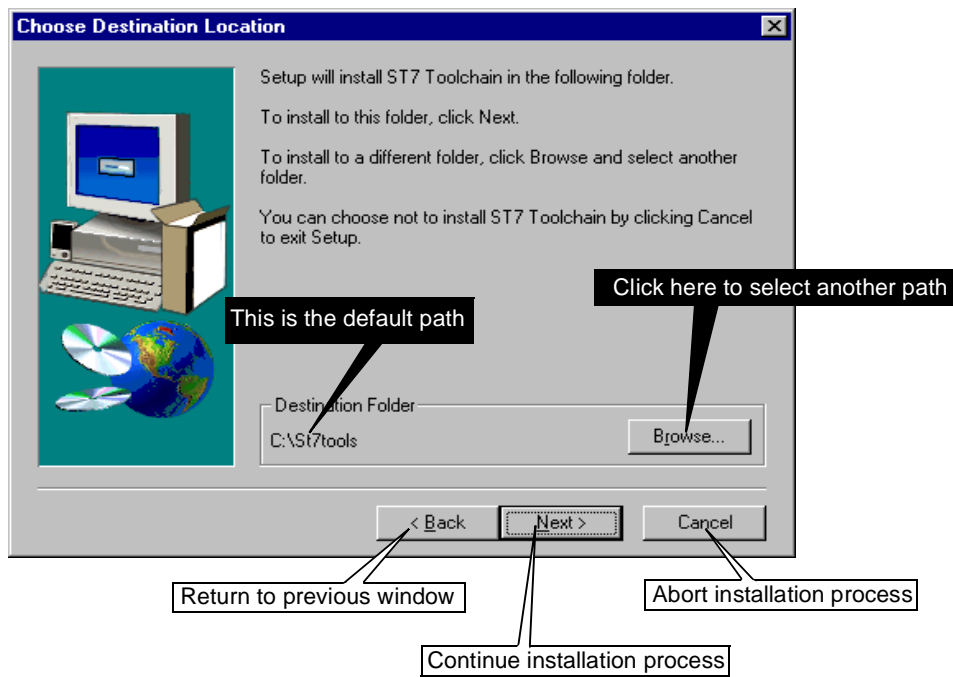 Choose Destination Location
Setup will install ST7 Toolchain in the following folder.
To install to this folder, click Next.
To install to a different folder, click Browse and select another
folder.
You can choose not to install ST7 Toolchain by clicking Cancel
to exit Setup.
Click here to select another path
This is the default path
Destination Folder
C:\St7tools
Browse...
< Back
Next >
Cancel
Return to previous window
Abort installation process
Continue installation process